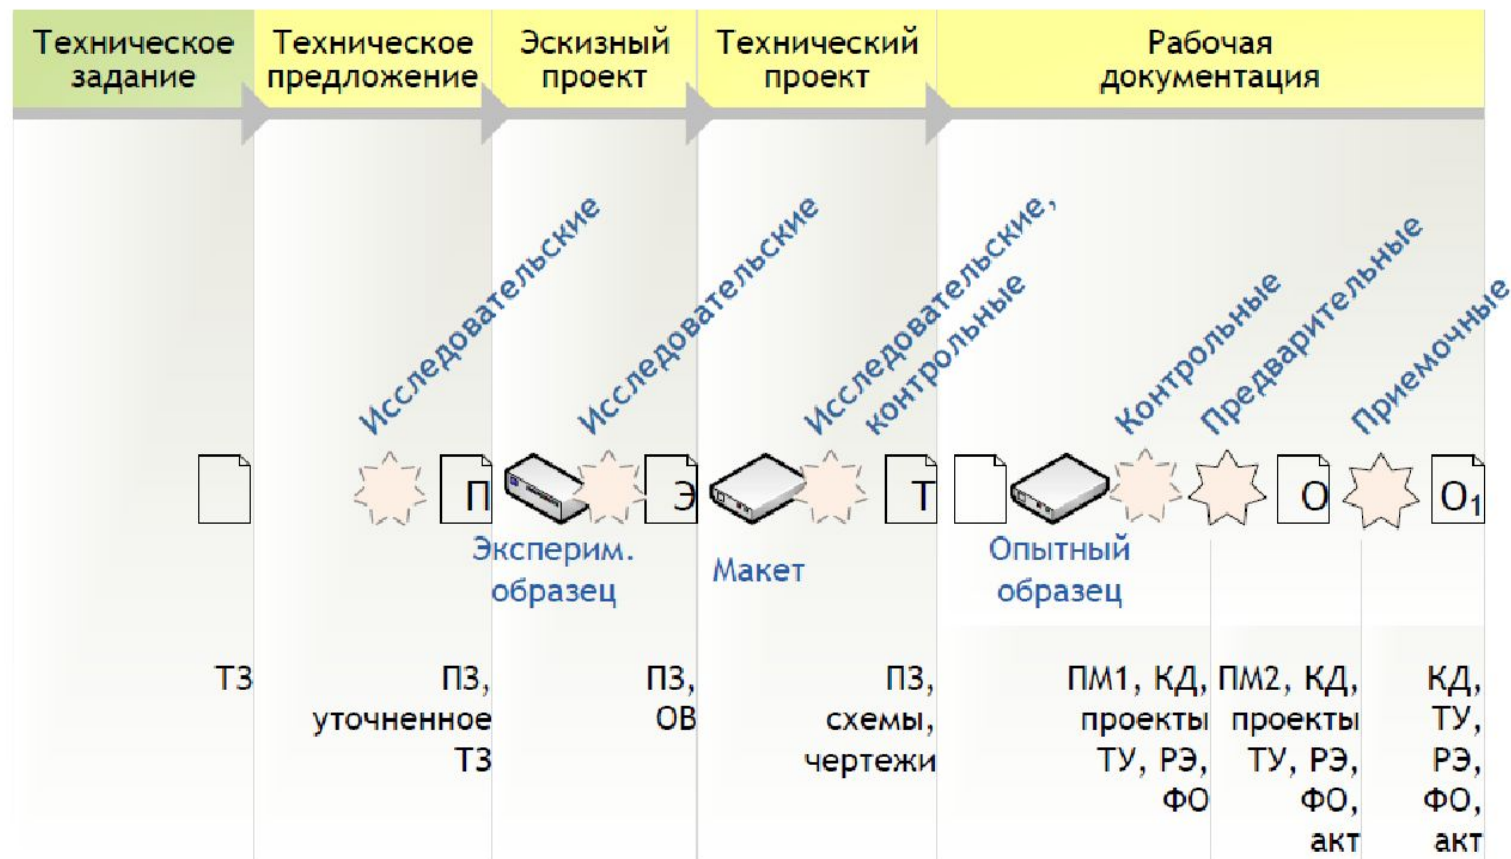 Техническое
задание
Техническое
предложение
Эскизный
проект
Технический
проект
Рабочая
документация
Исследовательские
Исследовательские
Исследовательские,
контрольные
Контрольные
Предварительные
Приемочные
П
Э
Т
О
О1
Эксперим.
образец
Макет
Опытный
образец
ТЗ
ПЗ,
уточненное
ТЗ
ПЗ,
ОВ
ПЗ,
схемы,
чертежи
ПМ1, КД,
проекты
ТУ, РЭ,
ФО
ПМ2, КД,
проекты
ТУ, РЭ,
ФО,
акт
КД,
ТУ,
РЭ,
ФО,
акт